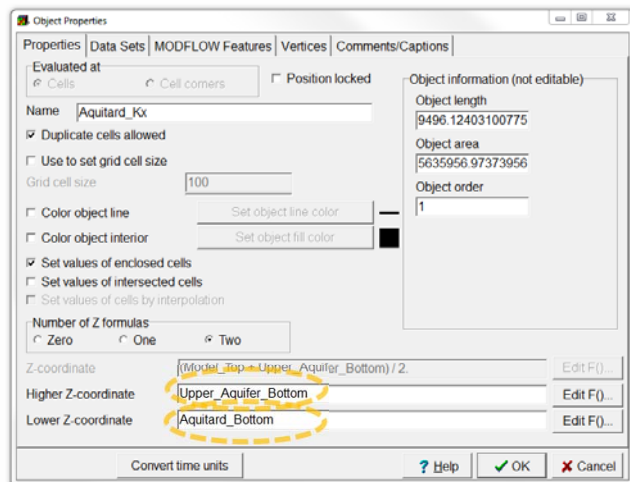 Object Properties
Properties Data Sets MODFLOW Features Vertices Comments/Captions
Evaluated at
Cells Cell corners
Position locked
Name Aquitard_Kx
Duplicate cells allowed
Use to set grid cell size
Grid cell size 100
Color object line Set object line color
Color object interior Set object fill color
Set values of enclosed cells
Set values of intersected cells
Set values of cells by interpolation
Number of Z formulas
Zero One Two
Z-coordinate (Model_Top + Upper_Aquifer_Bottom) / 2. Edit F()...
Higher Z-coordinate Upper_Aquifer_Bottom Edit F()...
Lower Z-coordinate Aquitard_Bottom Edit F()...
Object information (not editable)
Object length
9496.12403100775
Object area
5635956.97373956
Object order
1
Convert time units ? Help OK X Cancel